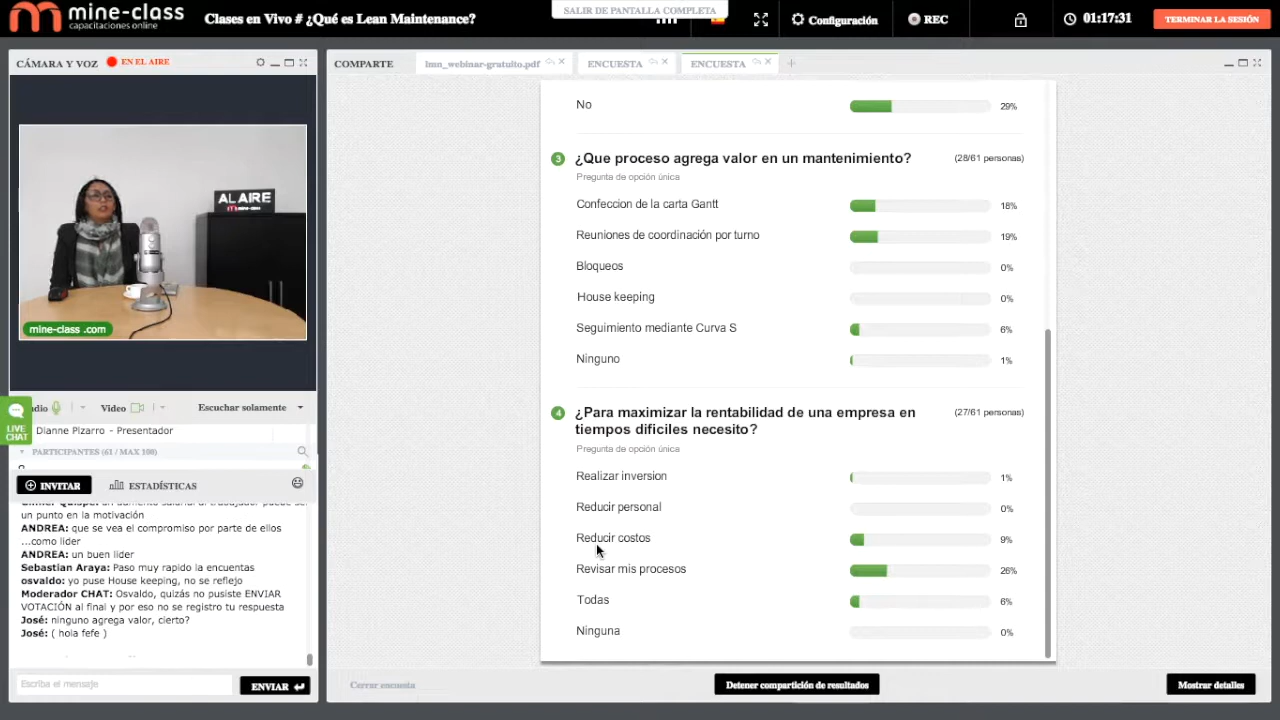 mine-class
capacitaciones online
Clases en Vivo # ¿Qué es Lean Maintenance?
SALIR DE PANTALLA COMPLETA
Configuración
REC
01:17:31
TERMINAR LA SESIÓN
CÁMARA Y VOZ
EN EL AIRE
COMPARTE
lmn_webinar-gratuito.pdf
ENCUESTA
ENCUESTA
AL AIRE
mine-class
mine-class .com
No
29%
3
¿Que proceso agrega valor en un mantenimiento?
(28/61 personas)
Pregunta de opción única
Confeccion de la carta Gantt
18%
Reuniones de coordinación por turno
19%
Bloqueos
0%
House keeping
0%
Seguimiento mediante Curva S
6%
Ninguno
1%
4
¿Para maximizar la rentabilidad de una empresa en
tiempos dificiles necesito?
(27/61 personas)
Pregunta de opción única
Realizar inversion
1%
Reducir personal
0%
Reducir costos
9%
Revisar mis procesos
26%
Todas
6%
Ninguna
0%
Cerrar encuesta
Detener compartición de resultados
Mostrar detalles
Video
Escuchar solamente
LIVE
CHAT
Dianne Pizarro - Presentador
PARTICIPANTES (61 / MAX 100)
INVITAR
ESTADÍSTICAS
un punto en la motivación
ANDREA: que se vea el compromiso por parte de ellos
...como lider
ANDREA: un buen lider
Sebastian Araya: Paso muy rapido la encuentas
osvaldo: yo puse House keeping, no se reflejo
Moderador CHAT: Osvaldo, quizás no pusiste ENVIAR
VOTACIÓN al final y por eso no se registro tu respuesta
José: ninguno agrega valor, cierto?
José: ( hola fefe )
Escriba el mensaje
ENVIAR